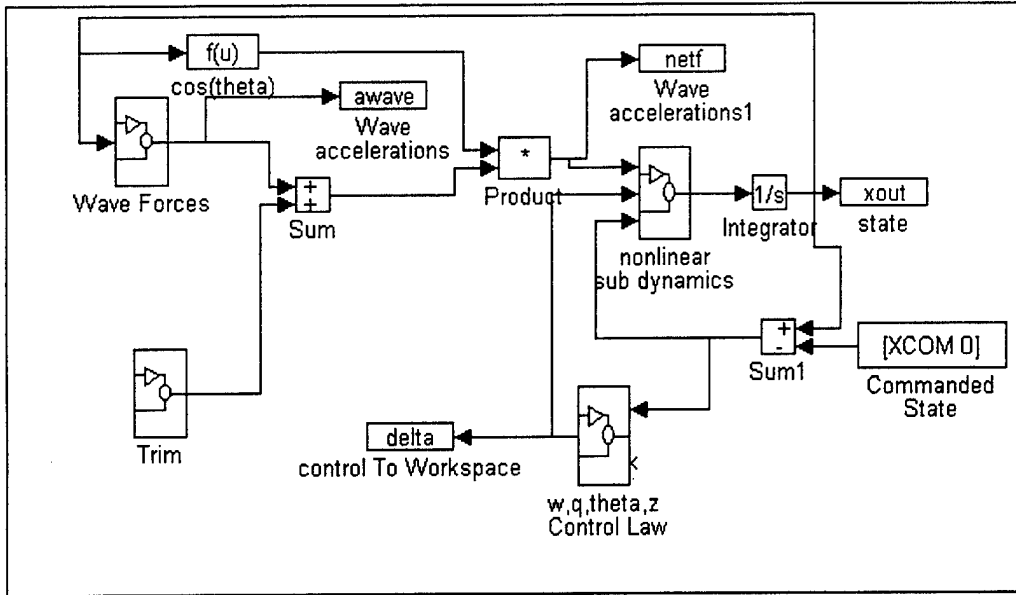 f(u)
cos(theta)
awave
Wave
accelerations
netf
Wave
accelerations1
Wave Forces
+
+
Sum
*
Product
nonlinear
sub dynamics
1/s
Integrator
xout
state
+
-
Sum1
[XCOM 0]
Commanded
State
Trim
delta
control To Workspace
w,q,theta,z
Control Law